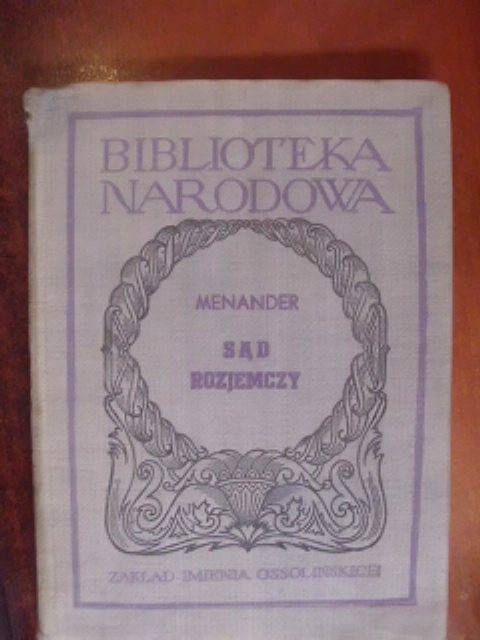 BIBLIOTEKA
NARODOWA
MENANDER
SĄD
ROZJEMCZY
ZAKŁAD IMIENIA OSSOLIŃSKICH